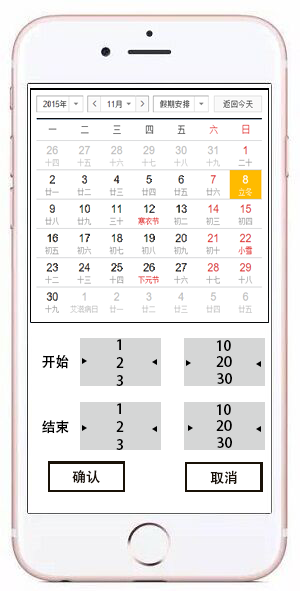 2015年 < 11月 > 假期安排 返回今天
一 二 三 四 五 六 日
26 27 28 29 30 31 1
十四 十五 十六 十七 十八 十九 二十
2 3 4 5 6 7 8
廿一 廿二 廿三 廿四 廿五 廿六 立冬
9 10 11 12 13 14 15
廿八 廿九 三十 寒衣节 初二 初三 初四
16 17 18 19 20 21 22
初五 初六 初七 初八 初九 初十 小雪
23 24 25 26 27 28 29
十二 十三 十四 下元节 十六 十七 十八
30 1 2 3 4 5 6
十九 艾滋病日 廿一 廿二 廿三 廿四 廿五
1 10
开始 2 20
3 30
1 10
结束 2 20
3 30
确认 取消